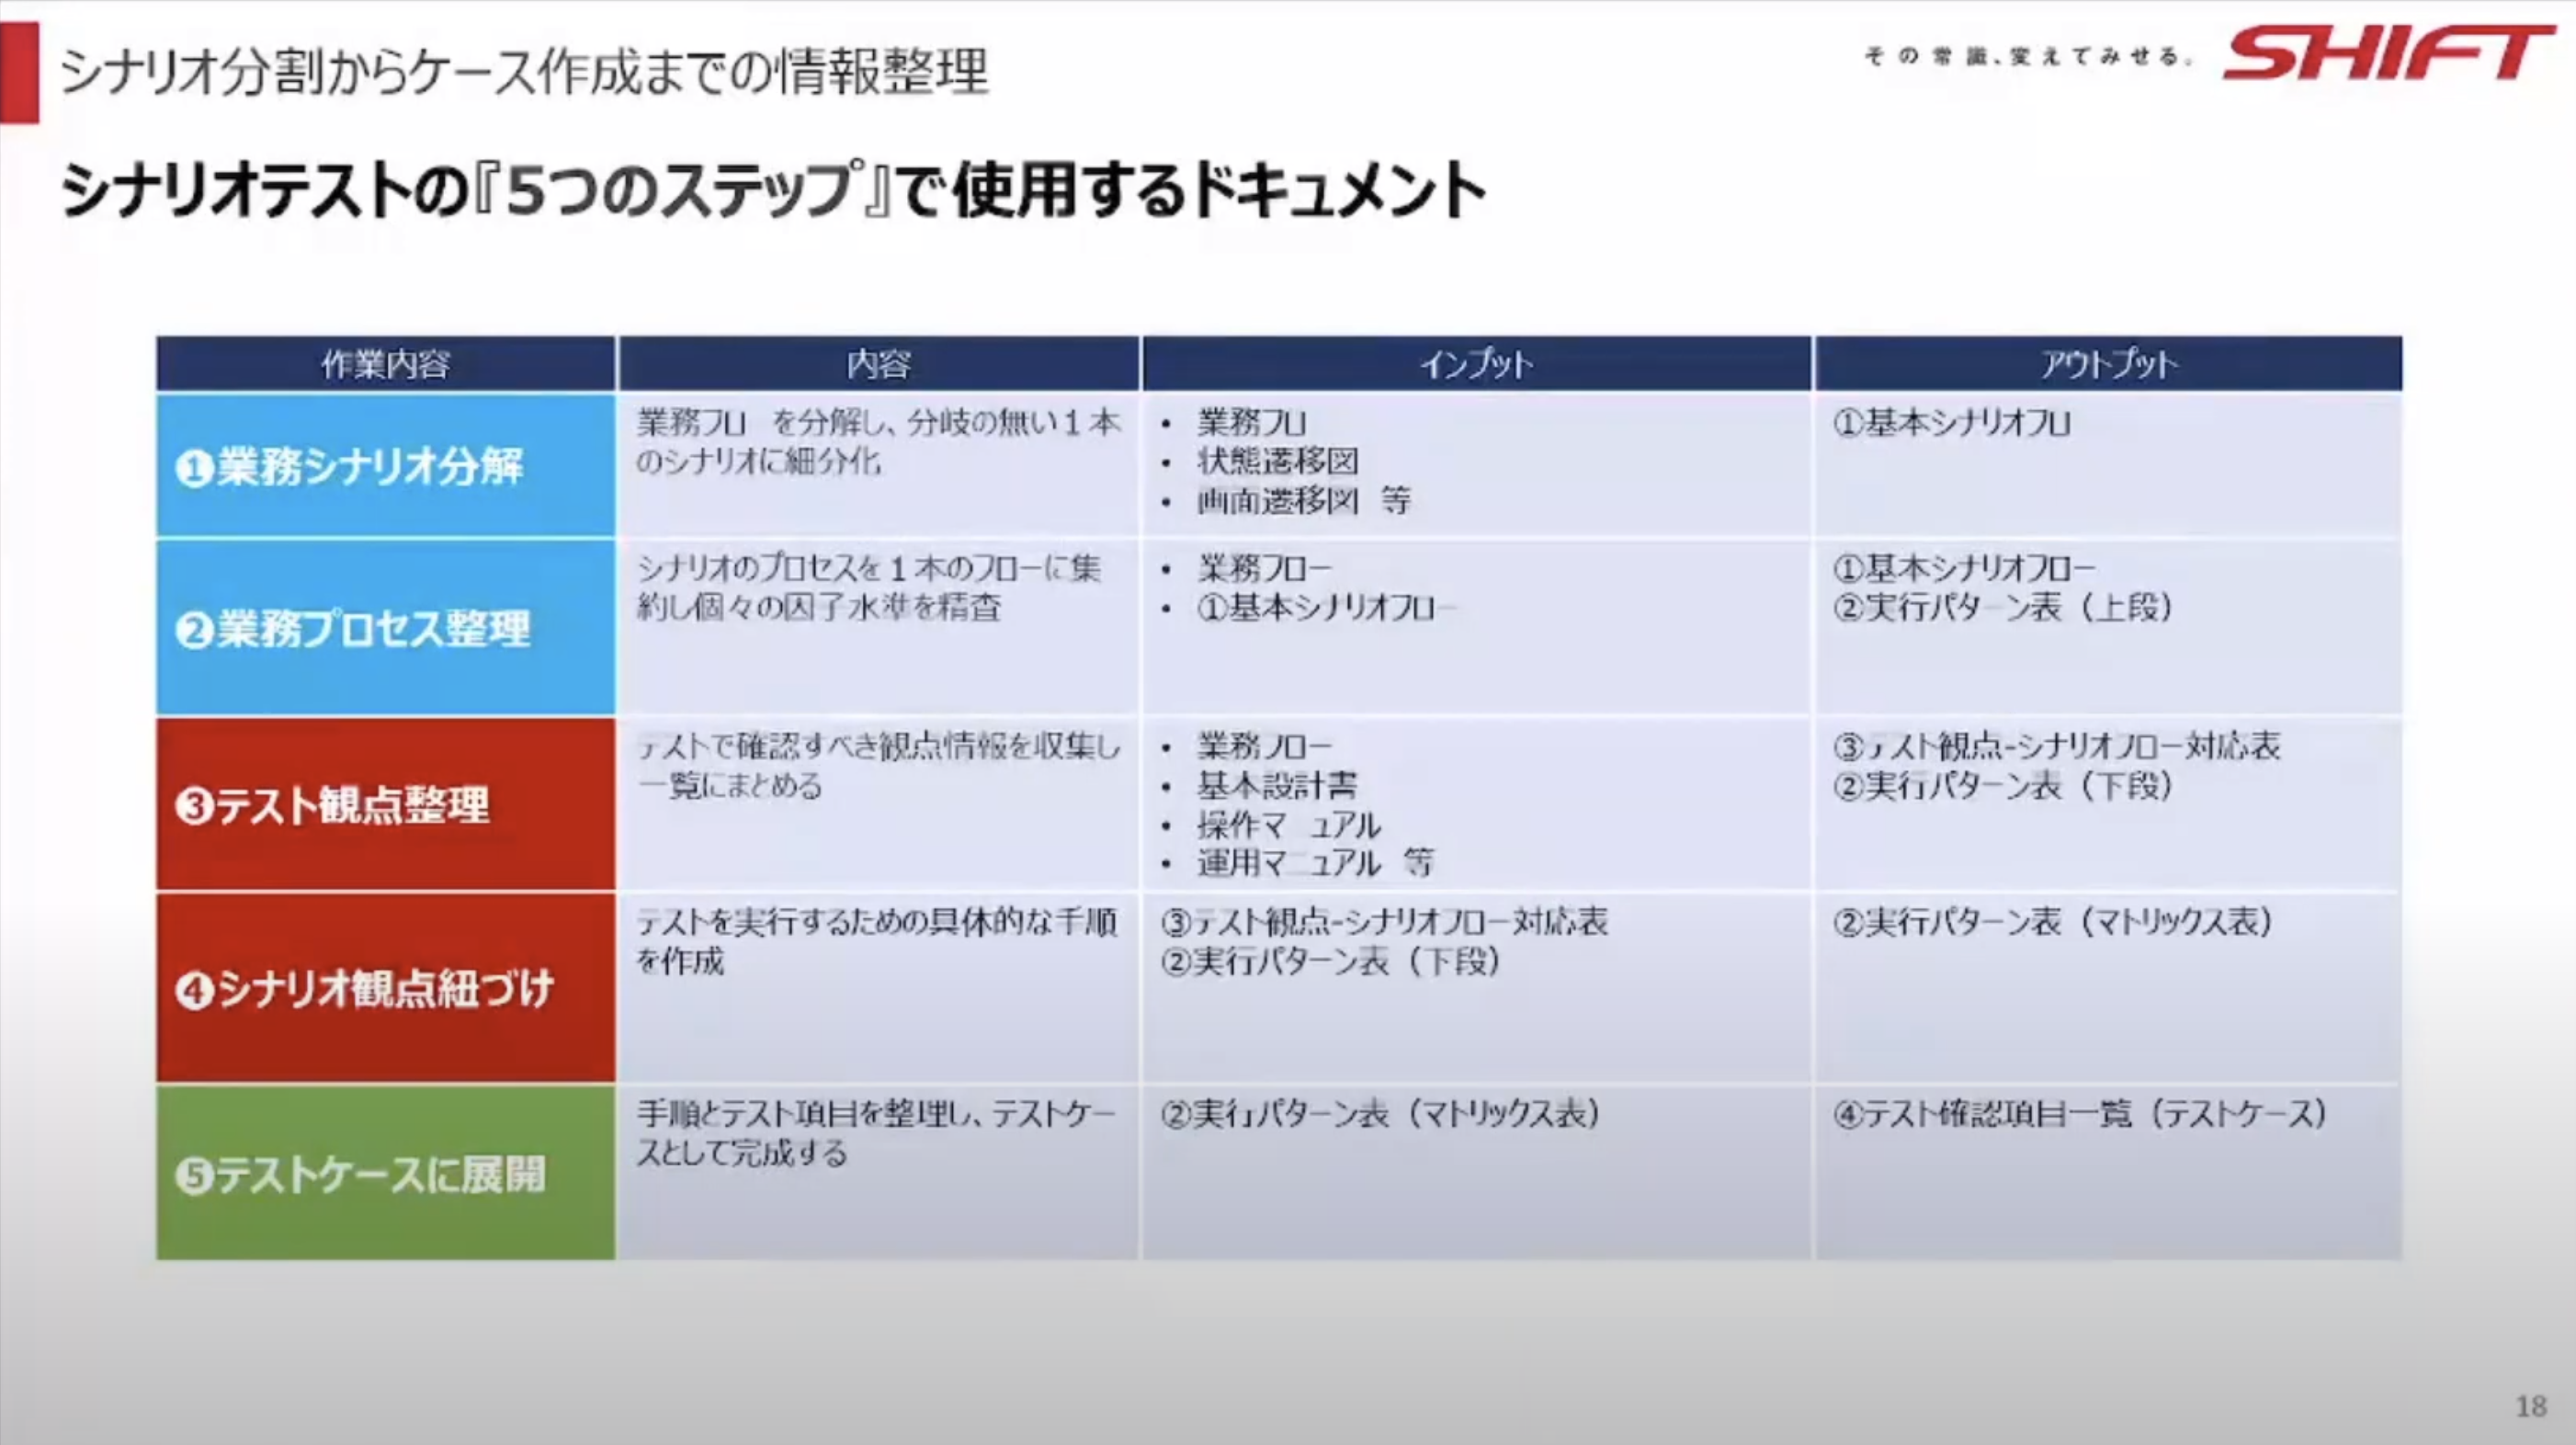 シナリオ分割からケース作成までの情報整理
その常識、変えてみせる。
SHIFT
シナリオテストの『5つのステップ』で使用するドキュメント
作業内容
内容
インプット
アウトプット
❶業務シナリオ分解
業務フロー を分解し、分岐の無い1本
のシナリオに細分化
• 業務フロー
• 状態遷移図
• 画面遷移図 等
①基本シナリオフロー
❷業務プロセス整理
シナリオのプロセスを1本のフローに集
約し個々の因子水準を精査
• 業務フロー
• ①基本シナリオフロー
①基本シナリオフロー
②実行パターン表（上段）
❸テスト観点整理
テストで確認すべき観点情報を収集し
一覧にまとめる
• 業務フロー
• 基本設計書
• 操作マニュアル
• 運用マニュアル 等
③テスト観点-シナリオフロー対応表
②実行パターン表（下段）
❹シナリオ観点紐づけ
テストを実行するための具体的な手順
を作成
③テスト観点-シナリオフロー対応表
②実行パターン表（下段）
②実行パターン表（マトリックス表）
❺テストケースに展開
手順とテスト項目を整理し、テストケー
スとして完成する
②実行パターン表（マトリックス表）
④テスト確認項目一覧（テストケース）
18